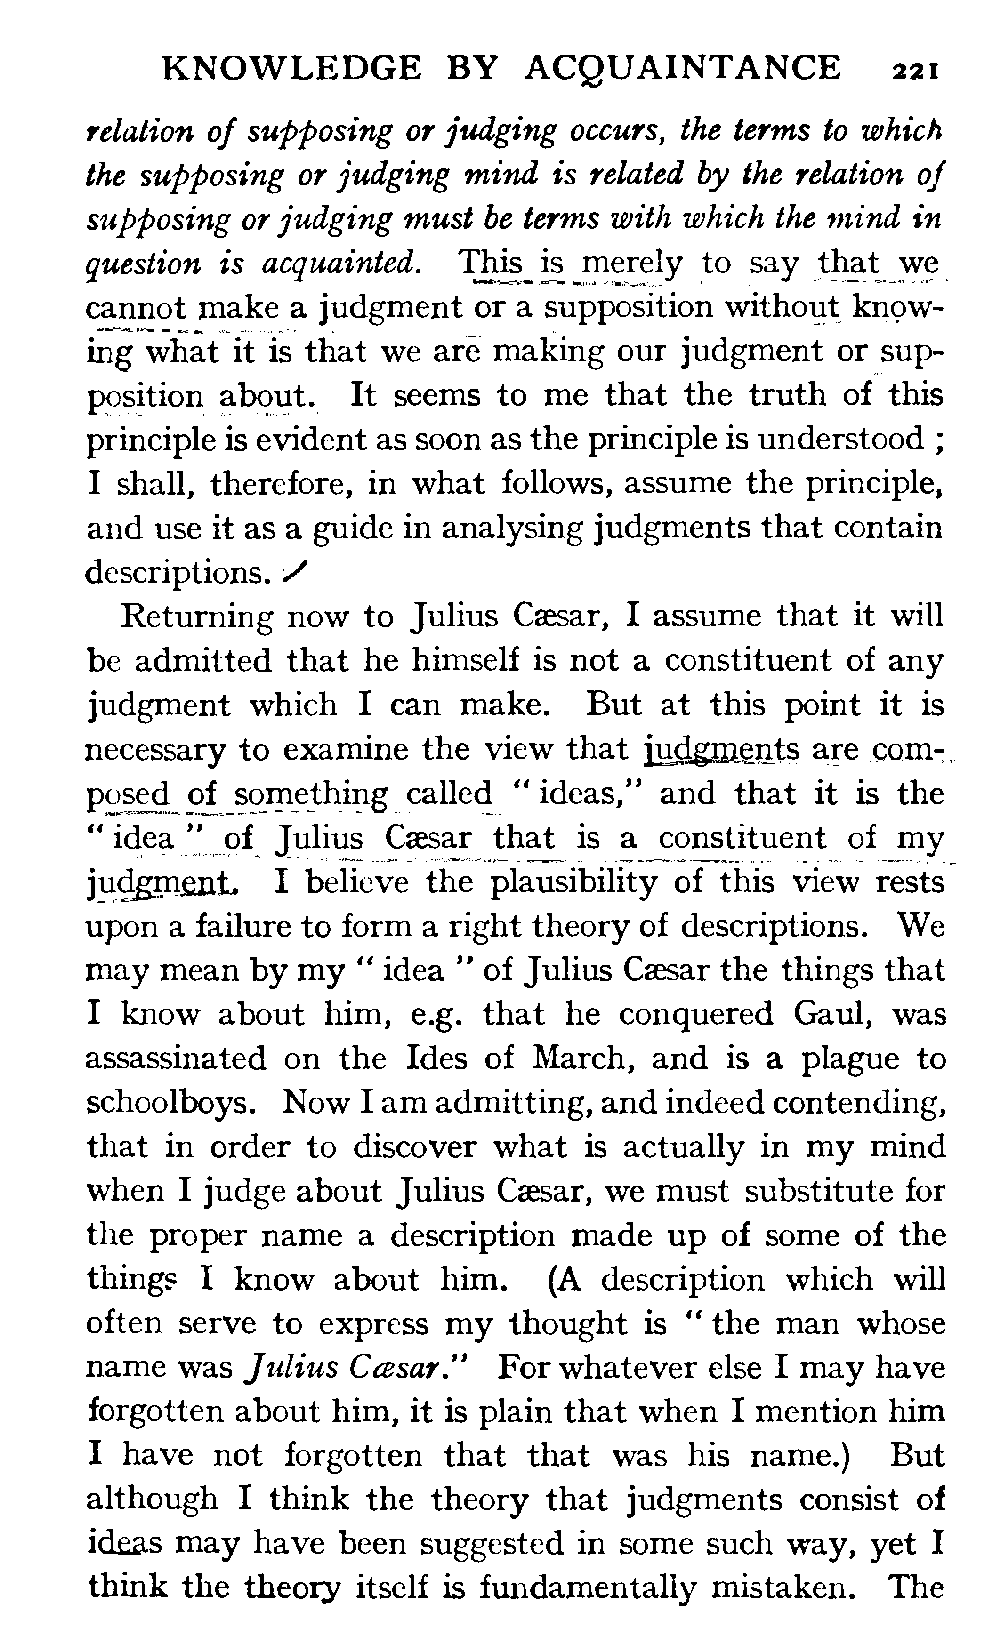 KNOWLEDGE BY ACQUAINTANCE 221
relation of supposing or judging occurs, the terms to which
the supposing or judging mind is related by the relation of
supposing or judging must be terms with which the mind in
question is acquainted. This is merely to say that we
cannot make a judgment or a supposition without know-
ing what it is that we are making our judgment or sup-
position about. It seems to me that the truth of this
principle is evident as soon as the principle is understood ;
I shall, therefore, in what follows, assume the principle,
and use it as a guide in analysing judgments that contain
descriptions.
Returning now to Julius Cæsar, I assume that it will
be admitted that he himself is not a constituent of any
judgment which I can make. But at this point it is
necessary to examine the view that judgments are com-
posed of something called “ ideas,” and that it is the
“ idea ” of Julius Cæsar that is a constituent of my
judgment. I believe the plausibility of this view rests
upon a failure to form a right theory of descriptions. We
may mean by my “ idea ” of Julius Cæsar the things that
I know about him, e.g. that he conquered Gaul, was
assassinated on the Ides of March, and is a plague to
schoolboys. Now I am admitting, and indeed contending,
that in order to discover what is actually in my mind
when I judge about Julius Cæsar, we must substitute for
the proper name a description made up of some of the
things I know about him. (A description which will
often serve to express my thought is “ the man whose
name was Julius Cæsar.” For whatever else I may have
forgotten about him, it is plain that when I mention him
I have not forgotten that that was his name.) But
although I think the theory that judgments consist of
ideas may have been suggested in some such way, yet I
think the theory itself is fundamentally mistaken. The